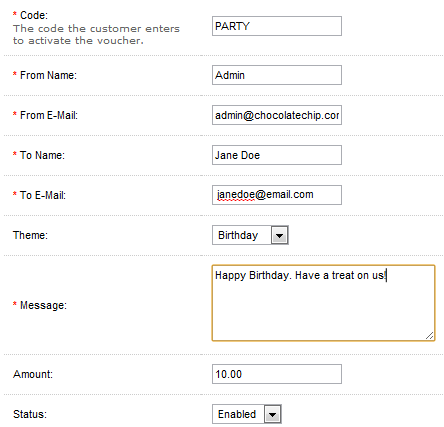 * Code:
The code the customer enters
to activate the voucher.
PARTY
* From Name:
Admin
* From E-Mail:
admin@chocolatechip.cor
* To Name:
Jane Doe
* To E-Mail:
janedoe@email.com
Theme:
Birthday
* Message:
Happy Birthday. Have a treat on us!
Amount:
10.00
Status:
Enabled